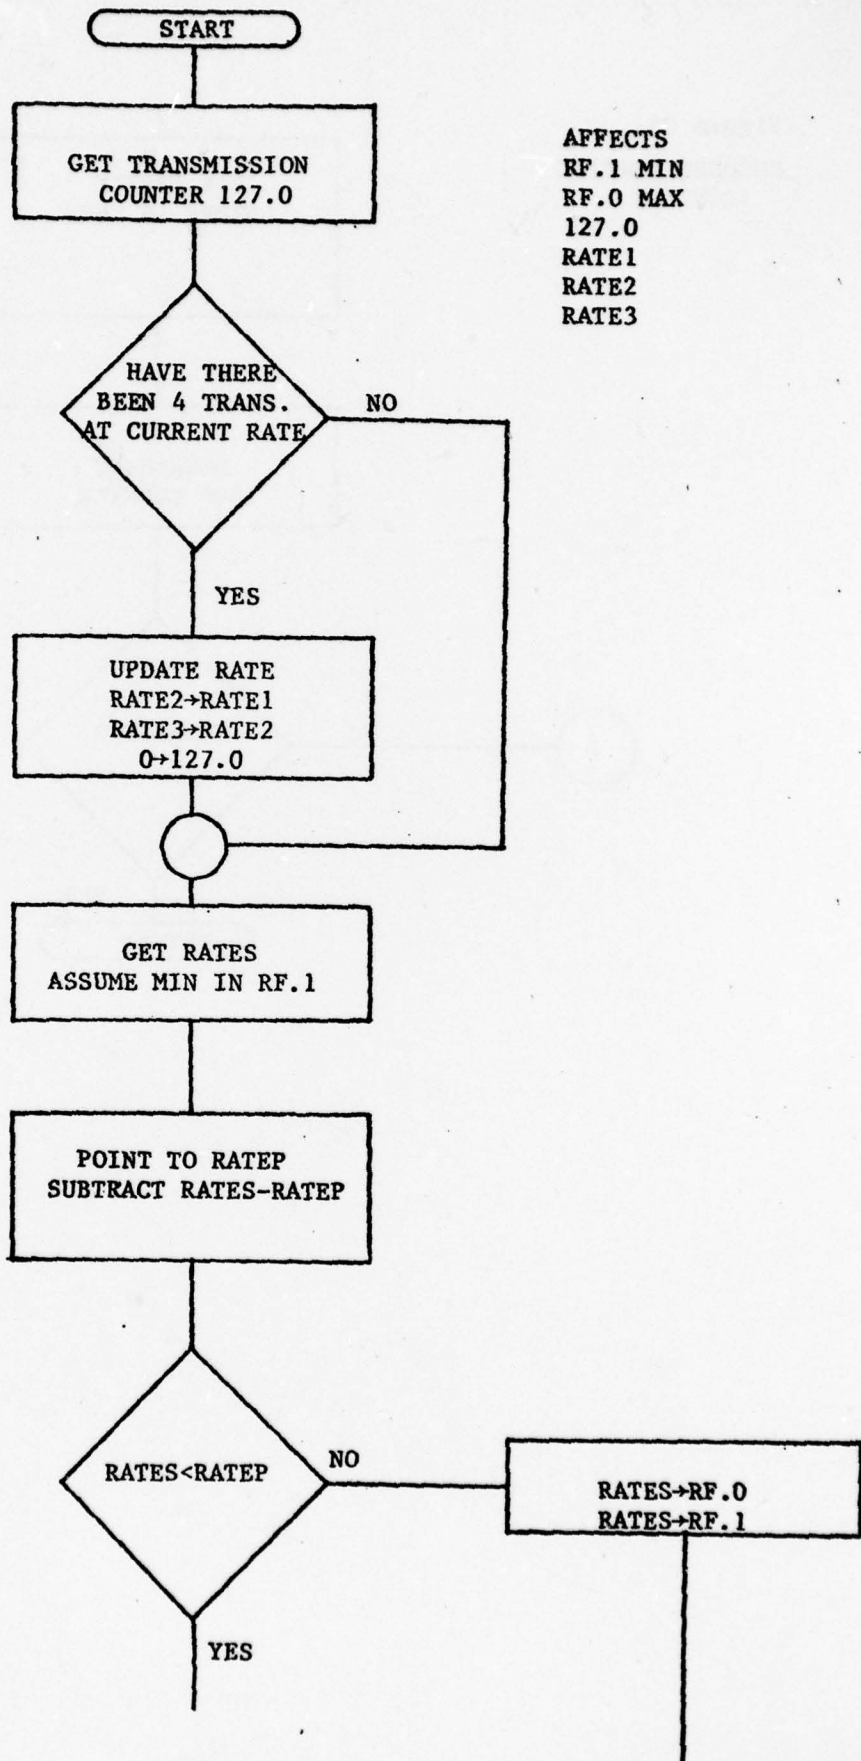 START
GET TRANSMISSION
COUNTER 127.0
AFFECTS
RF.1 MIN
RF.0 MAX
127.0
RATE1
RATE2
RATE3
HAVE THERE
BEEN 4 TRANS.
AT CURRENT RATE
NO
YES
UPDATE RATE
RATE2→RATE1
RATE3→RATE2
0→127.0
GET RATES
ASSUME MIN IN RF.1
POINT TO RATEP
SUBTRACT RATES-RATEP
RATES<RATEP
NO
RATES→RF.0
RATES→RF.1
YES